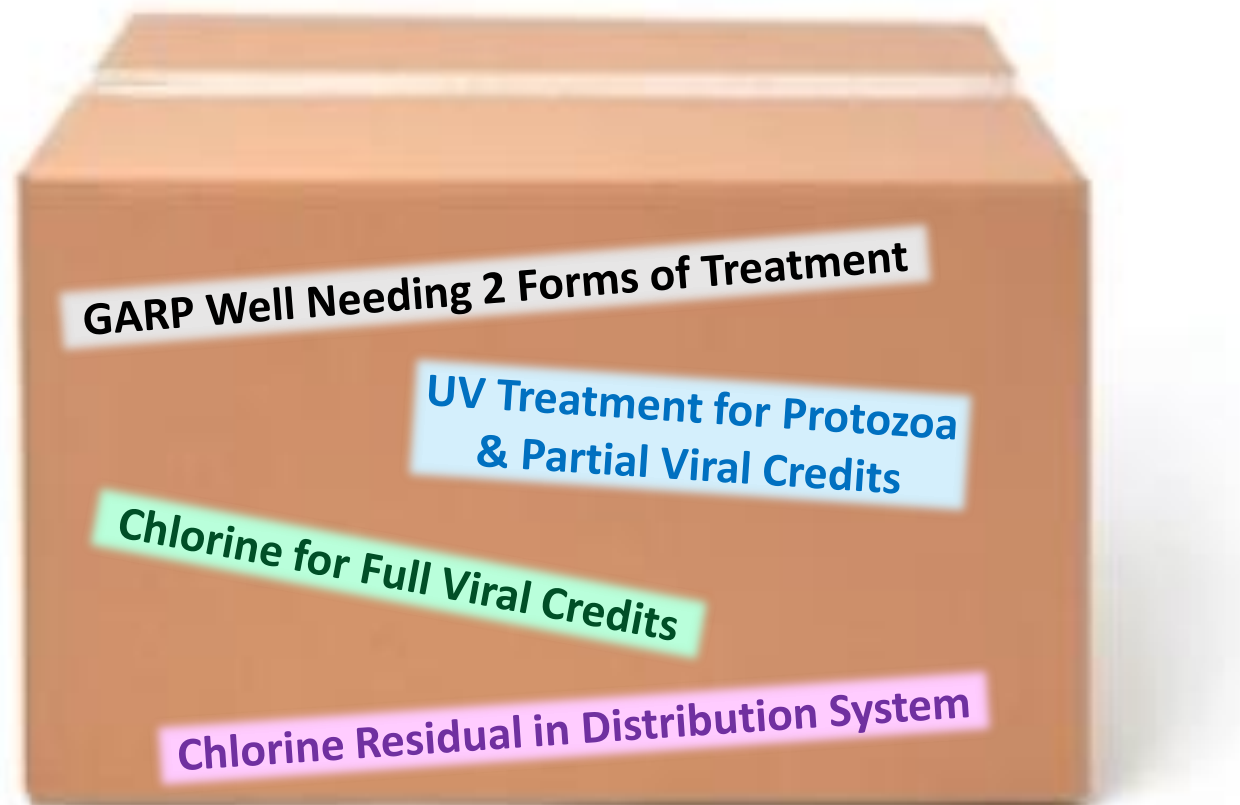 GARP Well Needing 2 Forms of Treatment
UV Treatment for Protozoa
& Partial Viral Credits
Chlorine for Full Viral Credits
Chlorine Residual in Distribution System